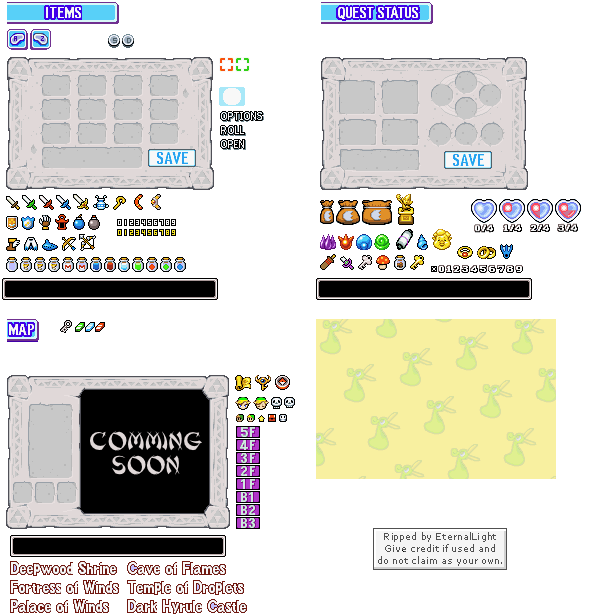 ITEMS
SAVE
OPTIONS
ROLL
OPEN
0123456789
0123456789
QUEST STATUS
SAVE
0/4 1/4 2/4 3/4
×0123456789
MAP
COMMING
SOON
5F
4F
3F
2F
1F
B1
B2
B3
Deepwood Shrine Cave of Flames
Fortress of Winds Temple of Droplets
Palace of Winds Dark Hyrule Castle
Ripped by EternalLight
Give credit if used and
do not claim as your own.